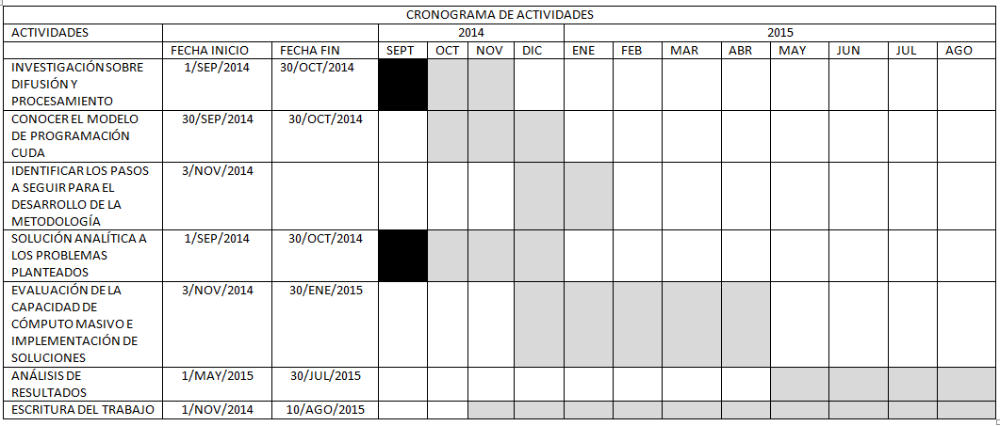 CRONOGRAMA DE ACTIVIDADES
ACTIVIDADES 2014 2015
FECHA INICIO FECHA FIN SEPT OCT NOV DIC ENE FEB MAR ABR MAY JUN JUL AGO
INVESTIGACIÓN SOBRE 1/SEP/2014 30/OCT/2014
DIFUSIÓN Y
PROCESAMIENTO
CONOCER EL MODELO 30/SEP/2014 30/OCT/2014
DE PROGRAMACIÓN
CUDA
IDENTIFICAR LOS PASOS 3/NOV/2014
A SEGUIR PARA EL
DESARROLLO DE LA
METODOLOGÍA
SOLUCIÓN ANALÍTICA A 1/SEP/2014 30/OCT/2014
LOS PROBLEMAS
PLANTEADOS
EVALUACIÓN DE LA 3/NOV/2014 30/ENE/2015
CAPACIDAD DE
CÓMPUTO MASIVO E
IMPLEMENTACIÓN DE
SOLUCIONES
ANÁLISIS DE 1/MAY/2015 30/JUL/2015
RESULTADOS
ESCRITURA DEL TRABAJO 1/NOV/2014 10/AGO/2015